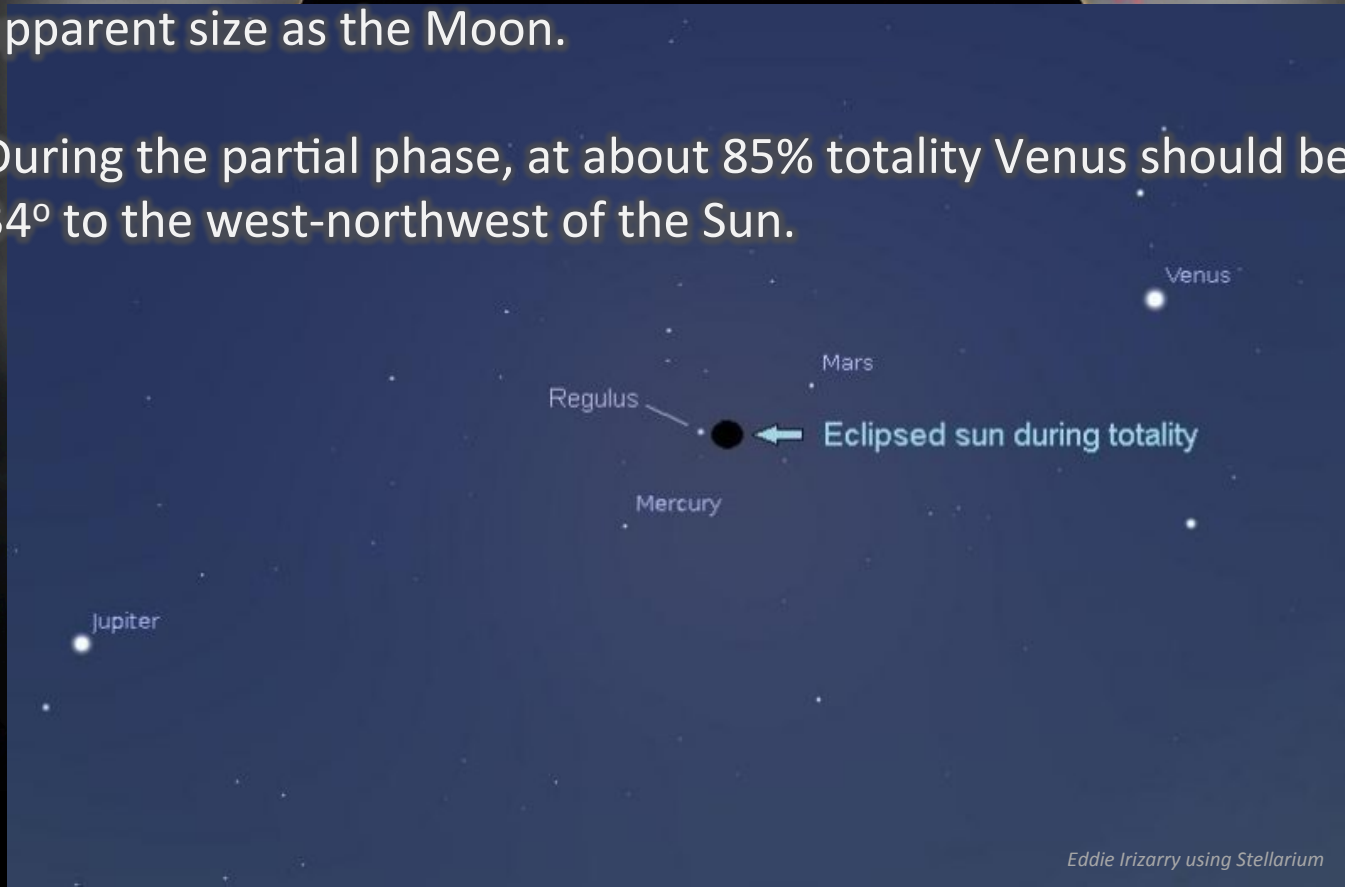 pparent size as the Moon.
During the partial phase, at about 85% totality Venus should be
34º to the west-northwest of the Sun.
Venus
Mars
Regulus
Eclipsed sun during totality
Mercury
Jupiter
Eddie Irizarry using Stellarium